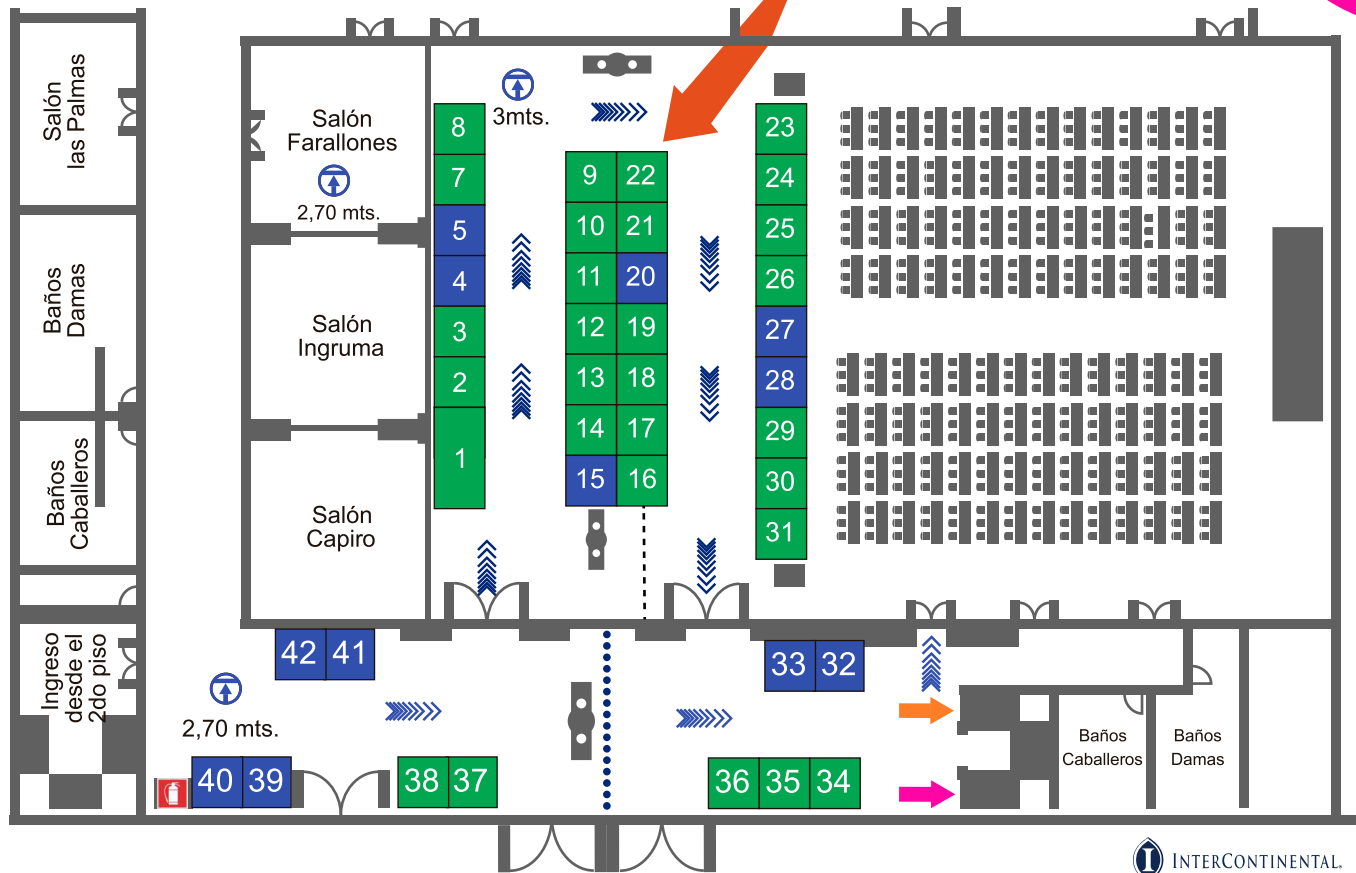 Salón
las Palmas
Baños
Damas
Baños
Caballeros
Ingreso
desde el
2do piso
Salón
Farallones
2,70 mts.
Salón
Ingruma
Salón
Capiro
3mts.
8
7
5
4
3
2
1
9 22
10 21
11 20
12 19
13 18
14 17
15 16
23
24
25
26
27
28
29
30
31
42 41
33 32
2,70 mts.
40 39
38 37
36 35 34
Baños
Caballeros
Baños
Damas
INTERCONTINENTAL.